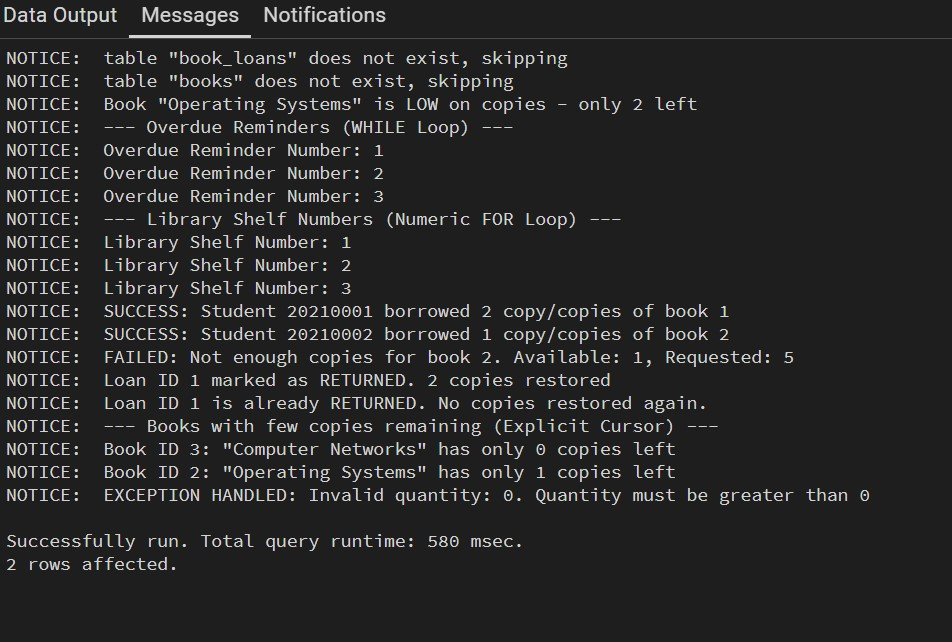 Data Output Messages Notifications
NOTICE:  table "book_loans" does not exist, skipping
NOTICE:  table "books" does not exist, skipping
NOTICE:  Book "Operating Systems" is LOW on copies – only 2 left
NOTICE:  --- Overdue Reminders (WHILE Loop) ---
NOTICE:  Overdue Reminder Number: 1
NOTICE:  Overdue Reminder Number: 2
NOTICE:  Overdue Reminder Number: 3
NOTICE:  --- Library Shelf Numbers (Numeric FOR Loop) ---
NOTICE:  Library Shelf Number: 1
NOTICE:  Library Shelf Number: 2
NOTICE:  Library Shelf Number: 3
NOTICE:  SUCCESS: Student 20210001 borrowed 2 copy/copies of book 1
NOTICE:  SUCCESS: Student 20210002 borrowed 1 copy/copies of book 2
NOTICE:  FAILED: Not enough copies for book 2. Available: 1, Requested: 5
NOTICE:  Loan ID 1 marked as RETURNED. 2 copies restored
NOTICE:  Loan ID 1 is already RETURNED. No copies restored again.
NOTICE:  --- Books with few copies remaining (Explicit Cursor) ---
NOTICE:  Book ID 3: "Computer Networks" has only 0 copies left
NOTICE:  Book ID 2: "Operating Systems" has only 1 copies left
NOTICE:  EXCEPTION HANDLED: Invalid quantity: 0. Quantity must be greater than 0
Successfully run. Total query runtime: 580 msec.
2 rows affected.